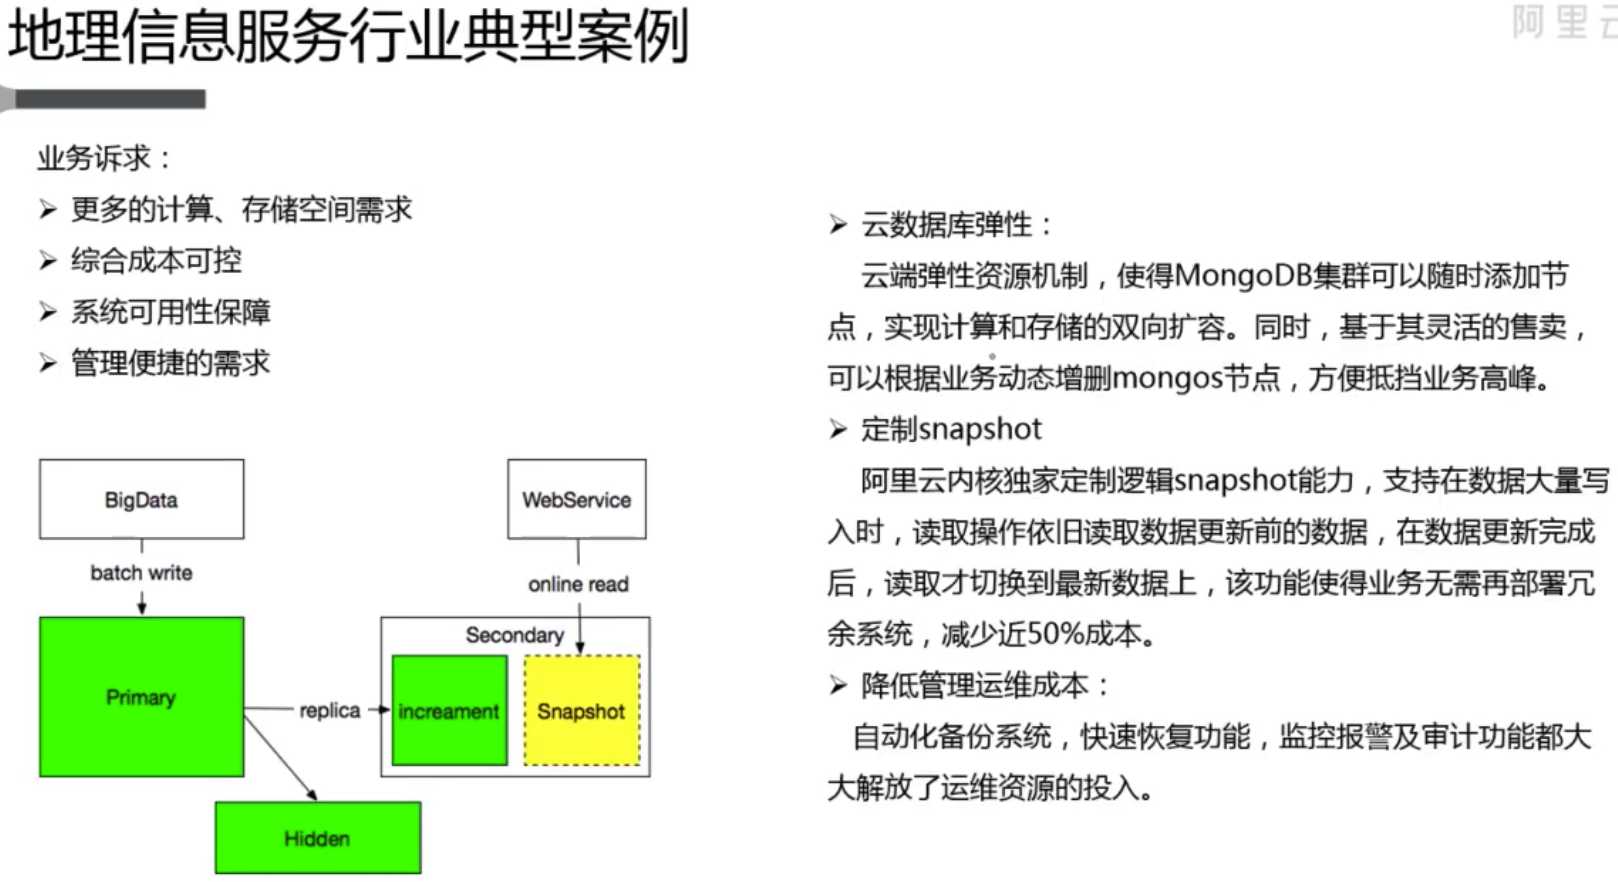 地理信息服务行业典型案例
阿里云
业务诉求：
➢ 更多的计算、存储空间需求
➢ 综合成本可控
➢ 系统可用性保障
➢ 管理便捷的需求
BigData
WebService
batch write
online read
Secondary
Primary
replica
increament
Snapshot
Hidden
➢ 云数据库弹性：
云端弹性资源机制，使得MongoDB集群可以随时添加节
点，实现计算和存储的双向扩容。同时，基于其灵活的售卖，
可以根据业务动态增删mongos节点，方便抵挡业务高峰。
➢ 定制snapshot
阿里云内核独家定制逻辑snapshot能力，支持在数据大量写
入时，读取操作依旧读取数据更新前的数据，在数据更新完成
后，读取才切换到最新数据上，该功能使得业务无需再部署冗
余系统，减少近50%成本。
➢ 降低管理运维成本：
自动化备份系统，快速恢复功能，监控报警及审计功能都大
大解放了运维资源的投入。